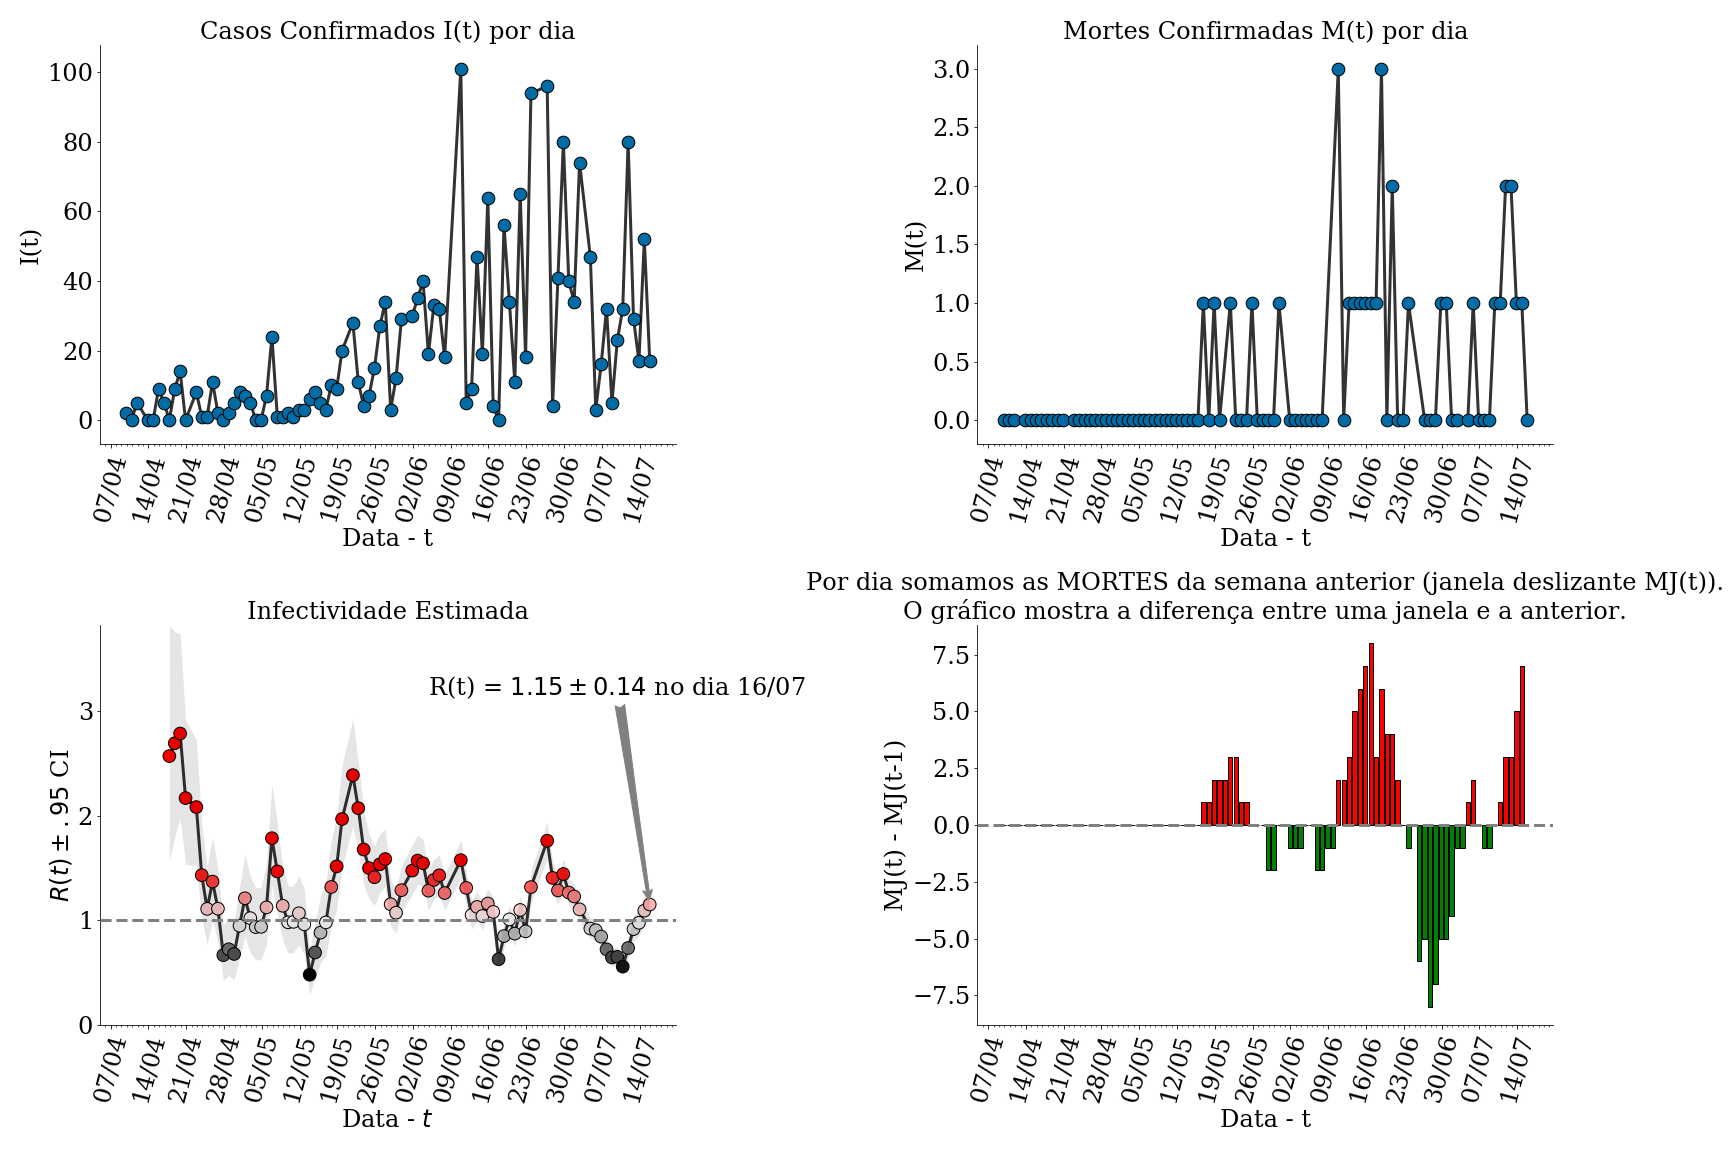 Casos Confirmados I(t) por dia
I(t)
100
80
60
40
20
0
07/04 14/04 21/04 28/04 05/05 12/05 19/05 26/05 02/06 09/06 16/06 23/06 30/06 07/07 14/07
Data - t
Mortes Confirmadas M(t) por dia
M(t)
3.0
2.5
2.0
1.5
1.0
0.5
0.0
07/04 14/04 21/04 28/04 05/05 12/05 19/05 26/05 02/06 09/06 16/06 23/06 30/06 07/07 14/07
Data - t
Infectividade Estimada
R(t) = 1.15 ± 0.14 no dia 16/07
R(t) ± .95 CI
3
2
1
0
07/04 14/04 21/04 28/04 05/05 12/05 19/05 26/05 02/06 09/06 16/06 23/06 30/06 07/07 14/07
Data - t
Por dia somamos as MORTES da semana anterior (janela deslizante MJ(t)).
O gráfico mostra a diferença entre uma janela e a anterior.
MJ(t) - MJ(t-1)
7.5
5.0
2.5
0.0
−2.5
−5.0
−7.5
07/04 14/04 21/04 28/04 05/05 12/05 19/05 26/05 02/06 09/06 16/06 23/06 30/06 07/07 14/07
Data - t